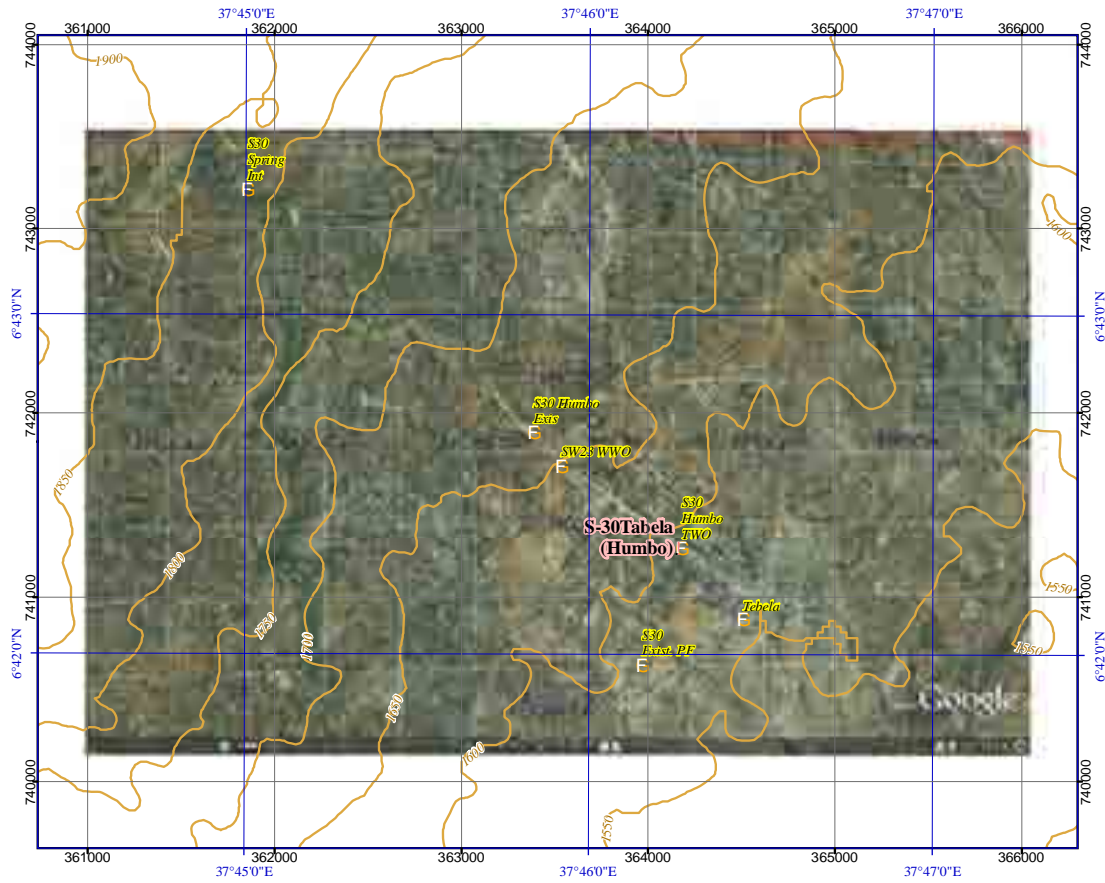 37°45'0"E 37°46'0"E 37°47'0"E
361000 362000 363000 364000 365000 366000
744000 744000
1900
S30
Spring
Int
E
743000 743000
1600
6°43'0"N 6°43'0"N
S30 Humbo
Exis
E
742000 742000
SW23 WWO
E
1850
S30
Humbo
TWO
E
S-30Tabela
(Humbo)
1800
1550
741000 741000
Tebela
E
1750
1700
S30
Exist. PF
E
1550
6°42'0"N 6°42'0"N
1650
Google
1600
740000 740000
1550
361000 362000 363000 364000 365000 366000
37°45'0"E 37°46'0"E 37°47'0"E